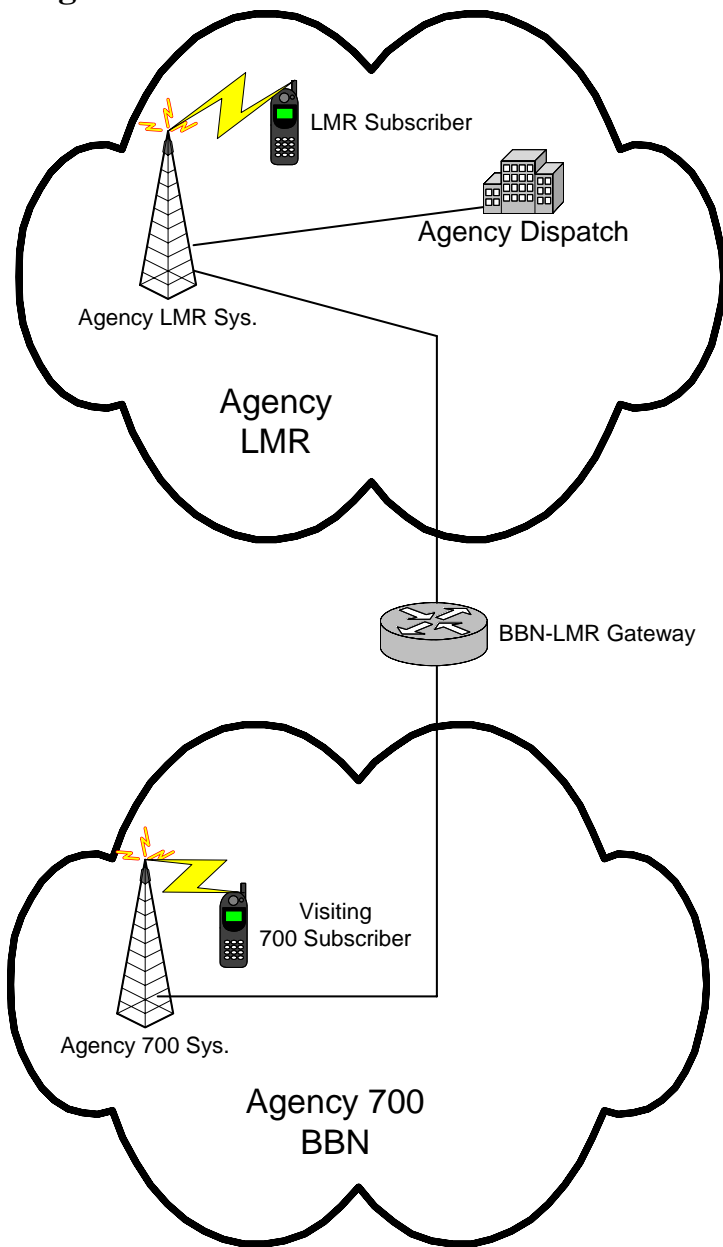 LMR Subscriber
Agency Dispatch
Agency LMR Sys.
Agency
LMR
BBN-LMR Gateway
Visiting
700 Subscriber
Agency 700 Sys.
Agency 700
BBN